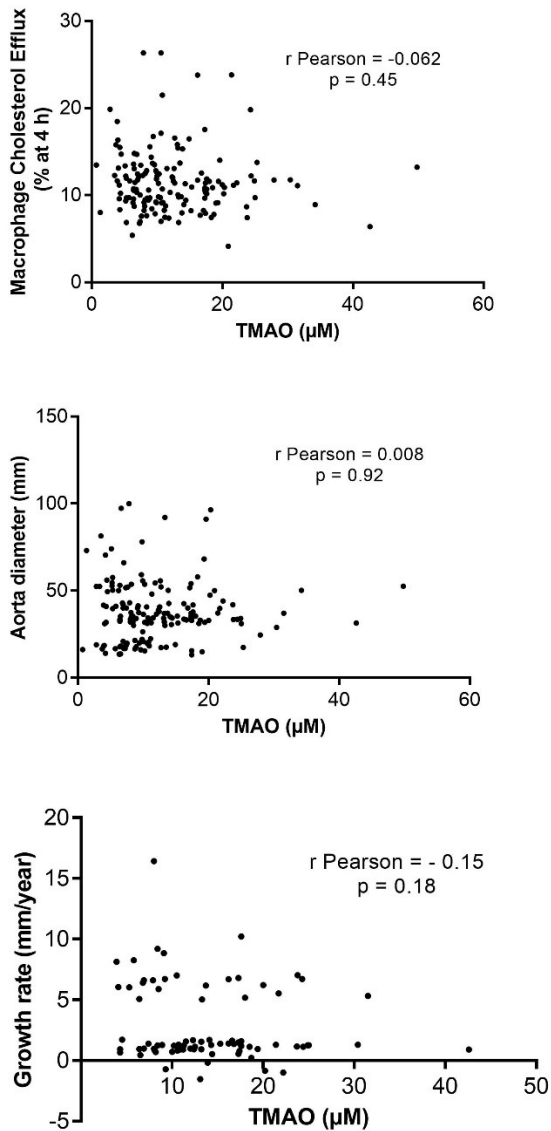 Macrophage Cholesterol Efflux
(% at 4 h)
30
20
10
0
r Pearson = -0.062
p = 0.45
0 20 40 60
TMAO (µM)
Aorta diameter (mm)
150
100
50
0
r Pearson = 0.008
p = 0.92
0 20 40 60
TMAO (µM)
Growth rate (mm/year)
20
15
10
5
0
-5
r Pearson = - 0.15
p = 0.18
10 20 30 40 50
TMAO (µM)